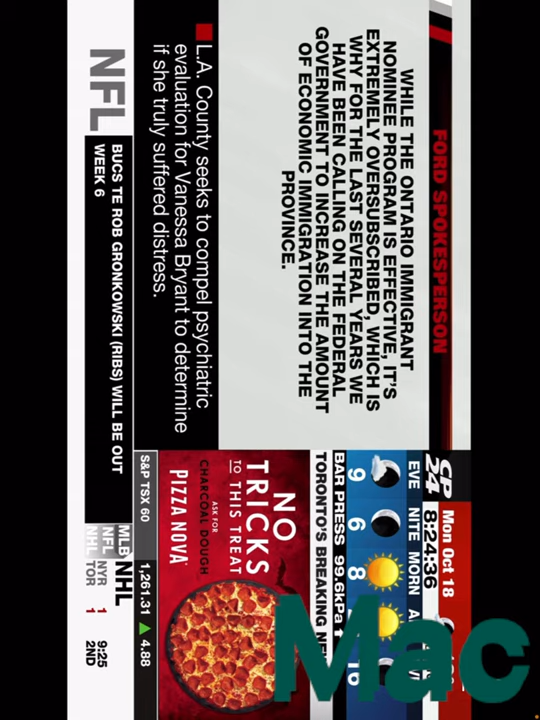 FORD SPOKESPERSON
WHILE THE ONTARIO IMMIGRANT
NOMINEE PROGRAM IS EFFECTIVE, IT'S
EXTREMELY OVERSUBSCRIBED, WHICH IS
WHY FOR THE LAST SEVERAL YEARS WE
HAVE BEEN CALLING ON THE FEDERAL
GOVERNMENT TO INCREASE THE AMOUNT
OF ECONOMIC IMMIGRATION INTO THE
PROVINCE.
L.A. County seeks to compel psychiatric
evaluation for Vanessa Bryant to determine
if she truly suffered distress.
NFL
BUCS TE ROB GRONKOWSKI (RIBS) WILL BE OUT
WEEK 6
CP
24
Mon Oct 18
8:24:36
EVE NITE MORN
9 6 8 16
BAR PRESS 99.6kPa
TORONTO'S BREAKING
NO
TRICKS
TO THIS TREAT
ASK FOR
CHARCOAL DOUGH
PIZZA NOVA
S&P TSX 60 1,261.31 4.88
MLB
NFL
NHL
NHL
NYR 1 9:25
TOR 1 2ND
Mac